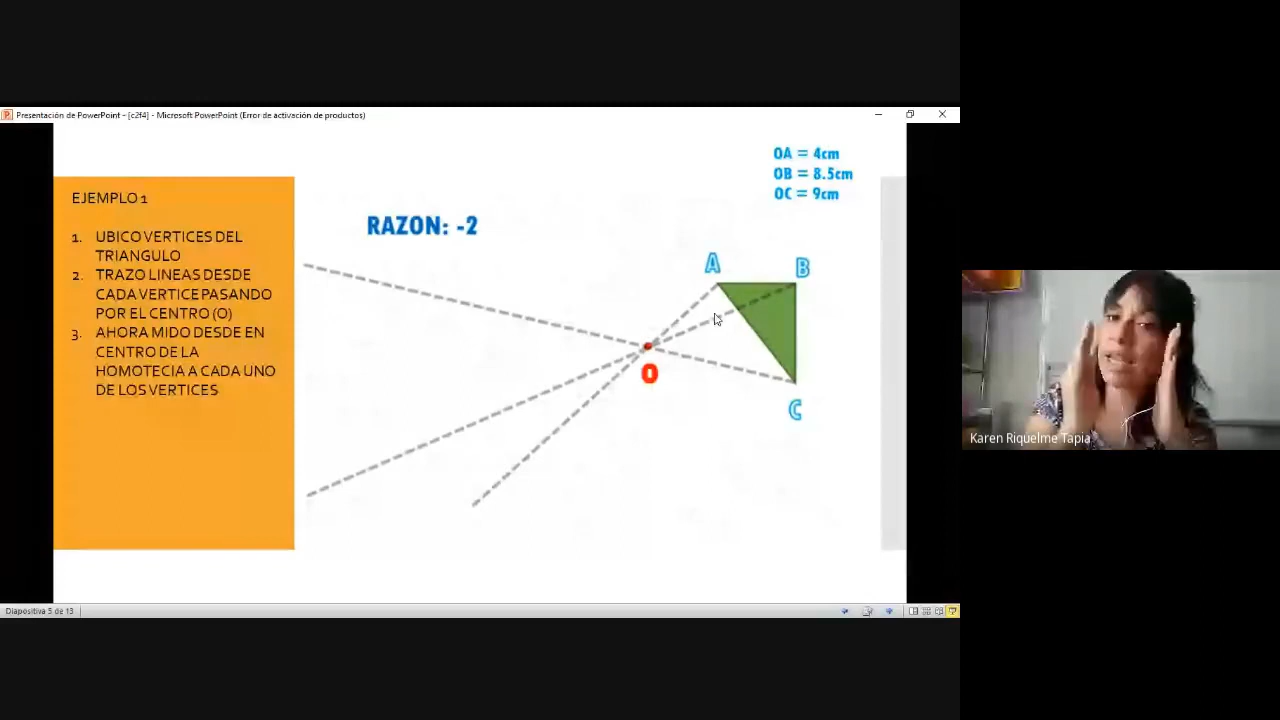 Presentación de PowerPoint - [c2f4] - Microsoft PowerPoint (Error de activación de productos)
OA = 4cm
OB = 8.5cm
OC = 9cm
EJEMPLO 1
RAZON: -2
1. UBICO VERTICES DEL
TRIANGULO
2. TRAZO LINEAS DESDE
CADA VERTICE PASANDO
POR EL CENTRO (O)
3. AHORA MIDO DESDE EN
CENTRO DE LA
HOMOTECIA A CADA UNO
DE LOS VERTICES
A
B
O
C
Karen Riquelme Tapia
Diapositiva 5 de 13